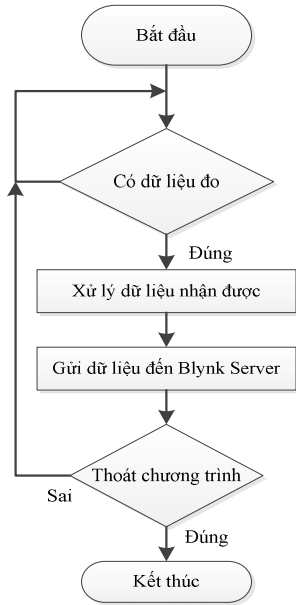 Bắt đầu
Có dữ liệu đo
Đúng
Xử lý dữ liệu nhận được
Gửi dữ liệu đến Blynk Server
Thoát chương trình
Sai
Đúng
Kết thúc